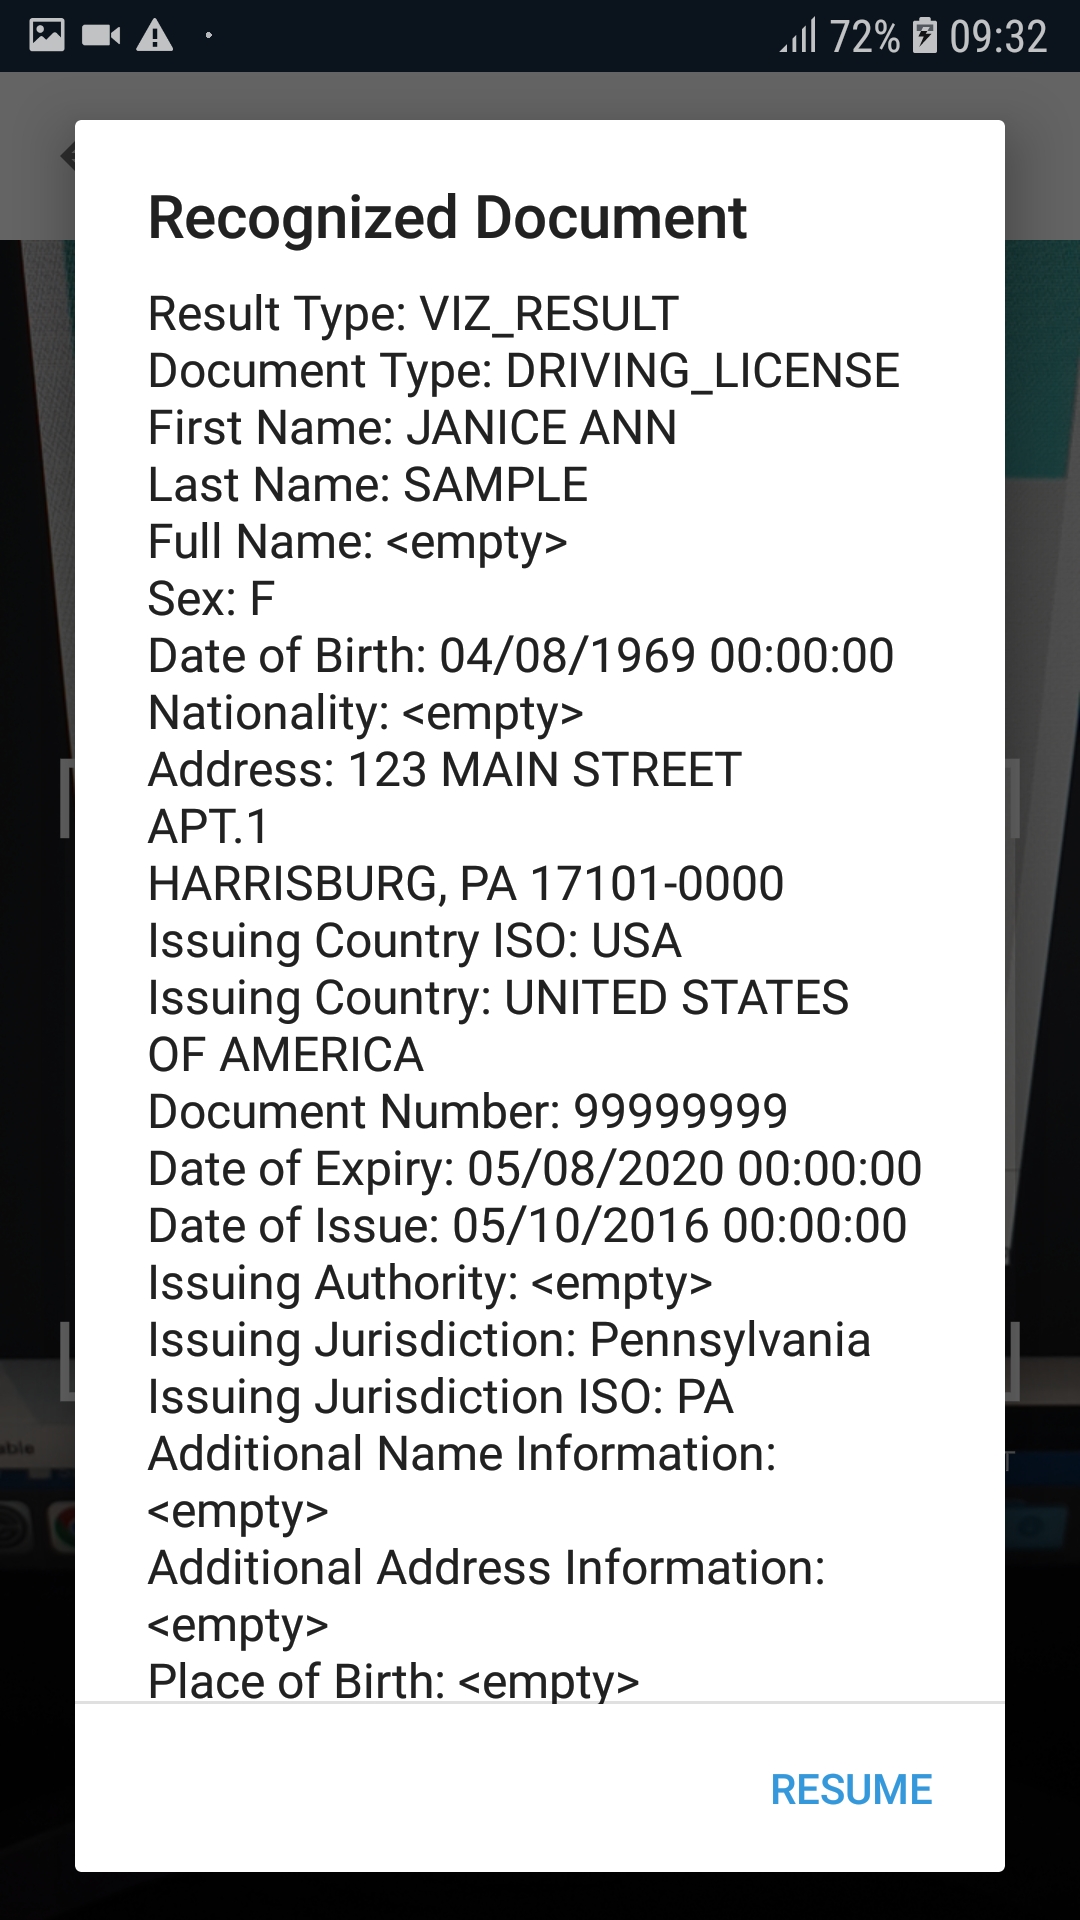 72% 09:32
Recognized Document
Result Type: VIZ_RESULT
Document Type: DRIVING_LICENSE
First Name: JANICE ANN
Last Name: SAMPLE
Full Name: <empty>
Sex: F
Date of Birth: 04/08/1969 00:00:00
Nationality: <empty>
Address: 123 MAIN STREET
APT.1
HARRISBURG, PA 17101-0000
Issuing Country ISO: USA
Issuing Country: UNITED STATES
OF AMERICA
Document Number: 99999999
Date of Expiry: 05/08/2020 00:00:00
Date of Issue: 05/10/2016 00:00:00
Issuing Authority: <empty>
Issuing Jurisdiction: Pennsylvania
Issuing Jurisdiction ISO: PA
Additional Name Information:
<empty>
Additional Address Information:
<empty>
Place of Birth: <empty>
RESUME